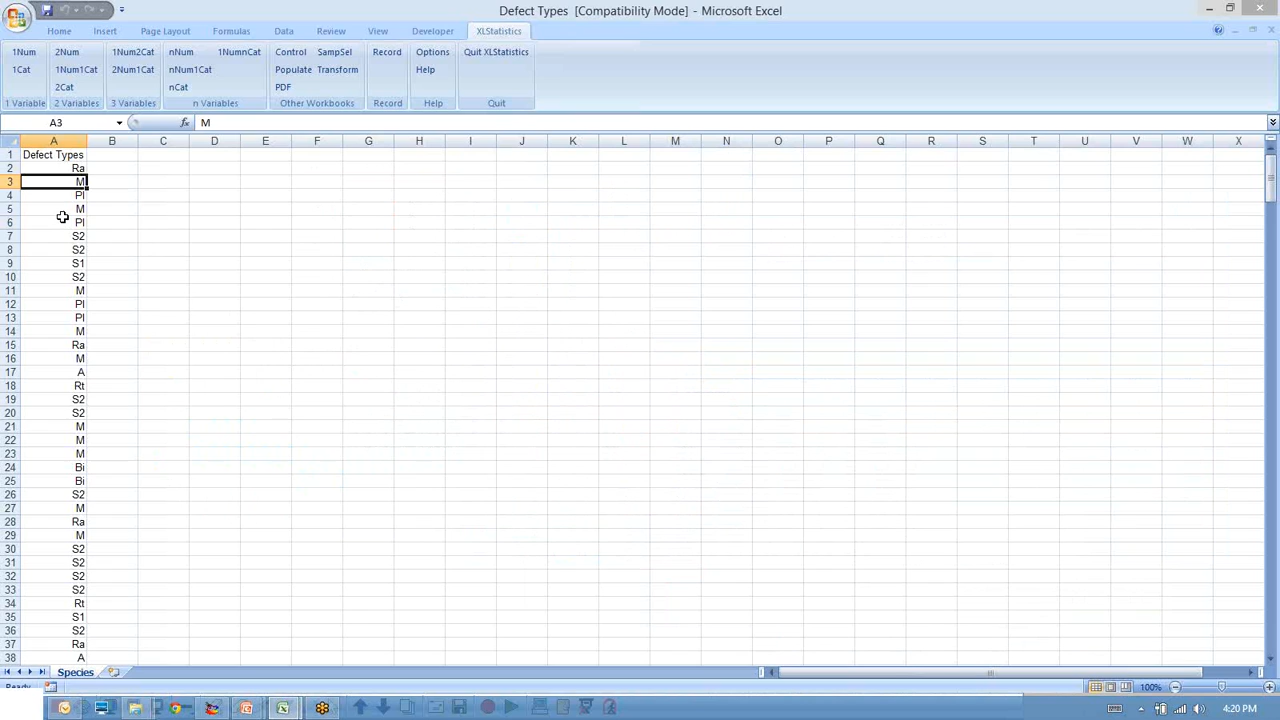 Defect Types [Compatibility Mode] - Microsoft Excel
Home Insert Page Layout Formulas Data Review View Developer XLStatistics
1Num 2Num 1Num2Cat nNum 1NumnCat Control SampSel Record Options Quit XLStatistics
1Cat 1Num1Cat 2Num1Cat nNum1Cat Populate Transform Help
2Cat nCat PDF
1 Variable 2 Variables 3 Variables n Variables Other Workbooks Record Help Quit
A3 fx M
A B C D E F G H I J K L M N O P Q R S T U V W X
1 Defect Types
2 Ra
3 M
4 Pl
5 M
6 Pl
7 S2
8 S2
9 S1
10 S2
11 M
12 Pl
13 Pl
14 M
15 Ra
16 M
17 A
18 Rt
19 S2
20 S2
21 M
22 M
23 M
24 Bi
25 Bi
26 S2
27 M
28 Ra
29 M
30 S2
31 S2
32 S2
33 S2
34 Rt
35 S1
36 S2
37 Ra
38 A
Species
Ready 100%
4:20 PM